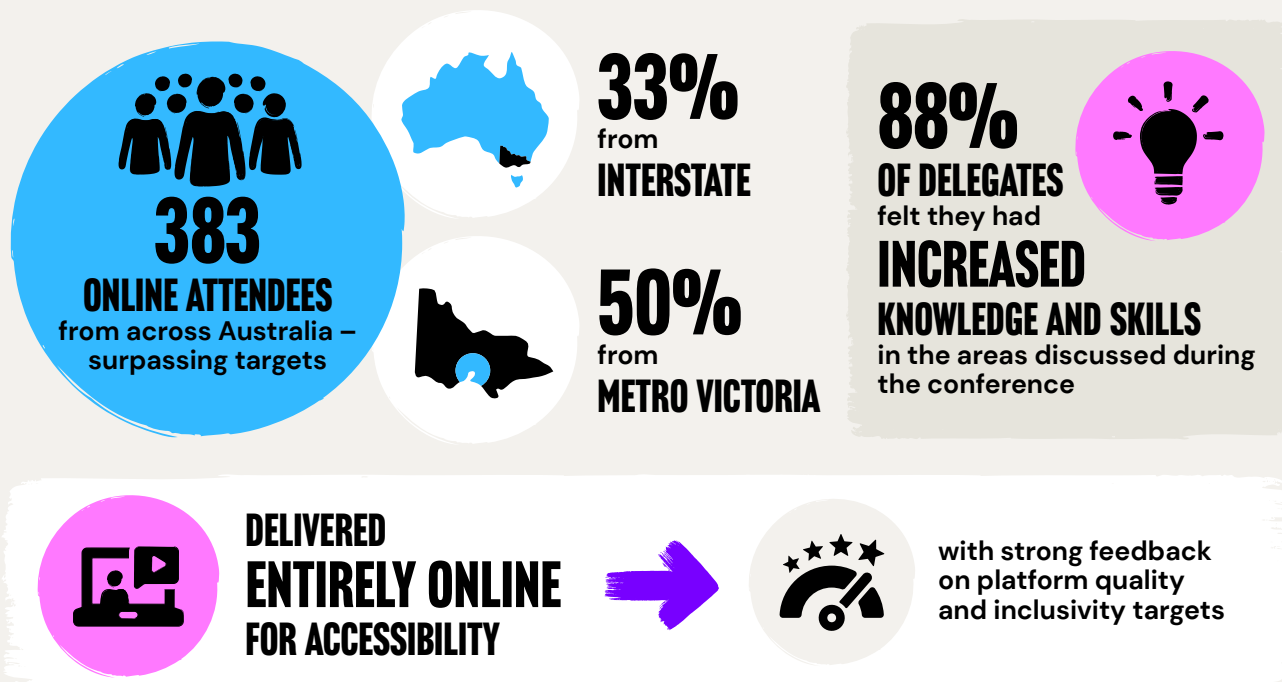 383
ONLINE ATTENDEES
from across Australia –
surpassing targets
33%
from
INTERSTATE
50%
from
METRO VICTORIA
88%
OF DELEGATES
felt they had
INCREASED
KNOWLEDGE AND SKILLS
in the areas discussed during
the conference
DELIVERED
ENTIRELY ONLINE
FOR ACCESSIBILITY
with strong feedback
on platform quality
and inclusivity targets